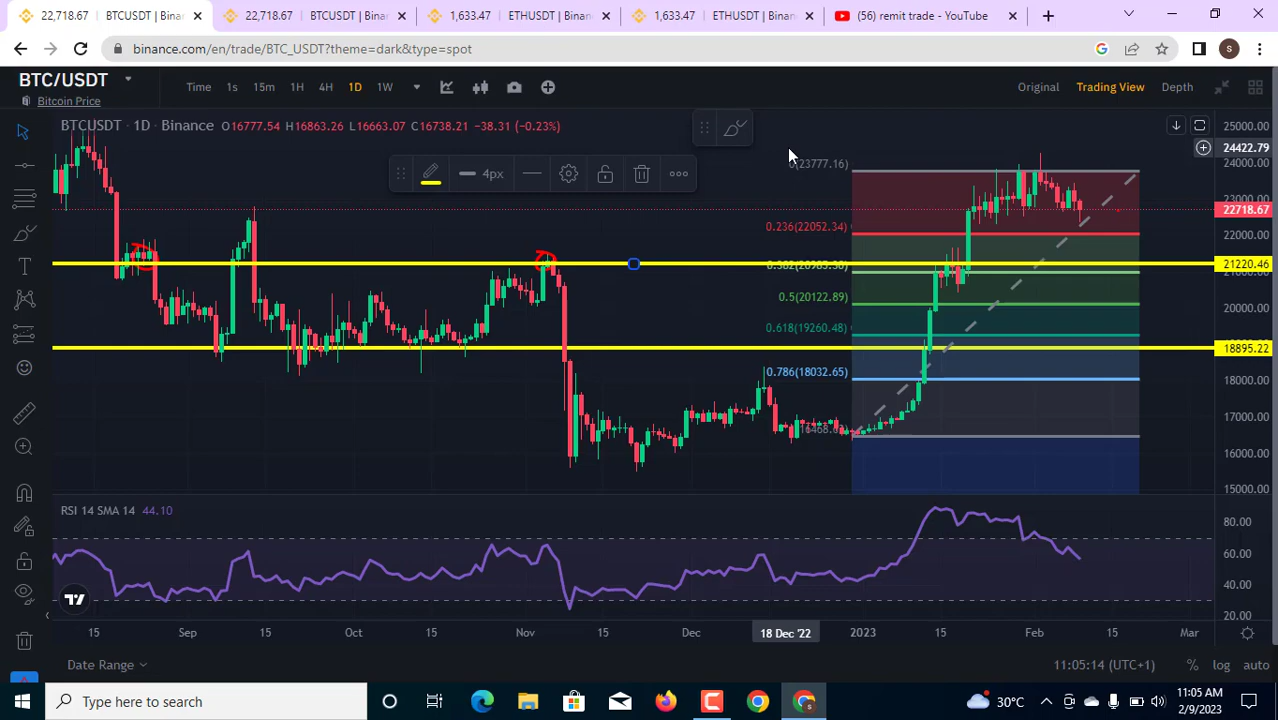 22,718.67 | BTCUSDT | Binan
22,718.67 BTCUSDT | Binan
1,633.47 ETHUSDT | Binan
1,633.47 ETHUSDT | Binanc
(56) remit trade - YouTube
binance.com/en/trade/BTC_USDT?theme=dark&type=spot
S
BTC/USDT
Bitcoin Price
Time 1s 15m 1H 4H 1D 1W
Original Trading View Depth
BTCUSDT · 1D · Binance O16777.54 H16863.26 L16663.07 C16738.21 −38.31 (−0.23%)
4px
25000.00
24422.79
24000.00
23000.00
22718.67
22000.00
21220.46
20000.00
18895.22
18000.00
17000.00
16000.00
15000.00
0(23777.16)
0.236(22052.34)
0.5(20122.89)
0.618(19260.48)
0.786(18032.65)
RSI 14 SMA 14 44.10
80.00
60.00
40.00
20.00
15 Sep 15 Oct 15 Nov 15 Dec 18 Dec '22 2023 15 Feb 15 Mar
Date Range
11:05:14 (UTC+1) % log auto
Type here to search
30°C
11:05 AM
2/9/2023